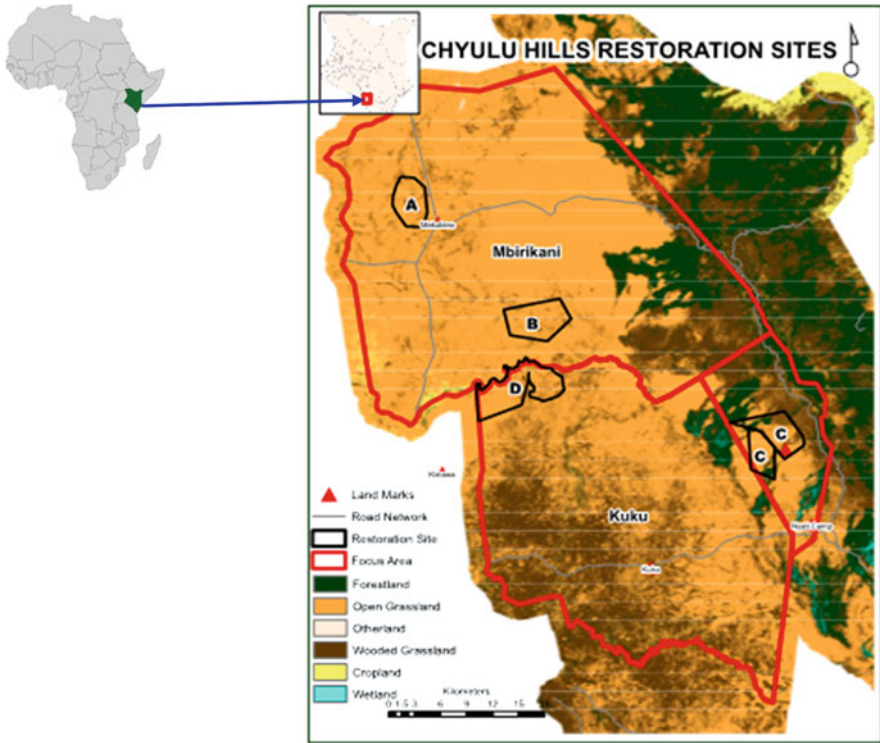 CHYULU HILLS RESTORATION SITES
A
Mbirikani
B
D
C
C
Kuku
Land Marks
Road Network
Restoration Site
Focus Area
Forestland
Open Grassland
Otherland
Wooded Grassland
Cropland
Wetland
Kilometers
0 1.5 3 6 9 12 15